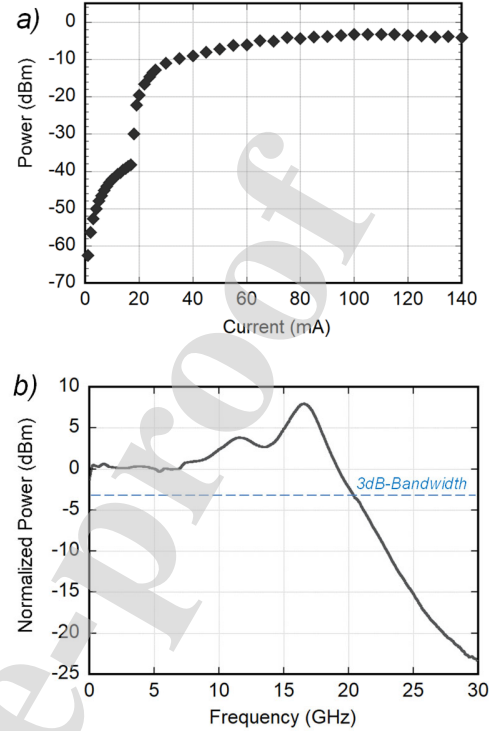 a)
0
-10
-20
-30
-40
-50
-60
-70
Power (dBm)
0 20 40 60 80 100 120 140
Current (mA)
b)
10
5
0
-5
-10
-15
-20
-25
Normalized Power (dBm)
3dB-Bandwidth
0 5 10 15 20 25 30
Frequency (GHz)
e-proof